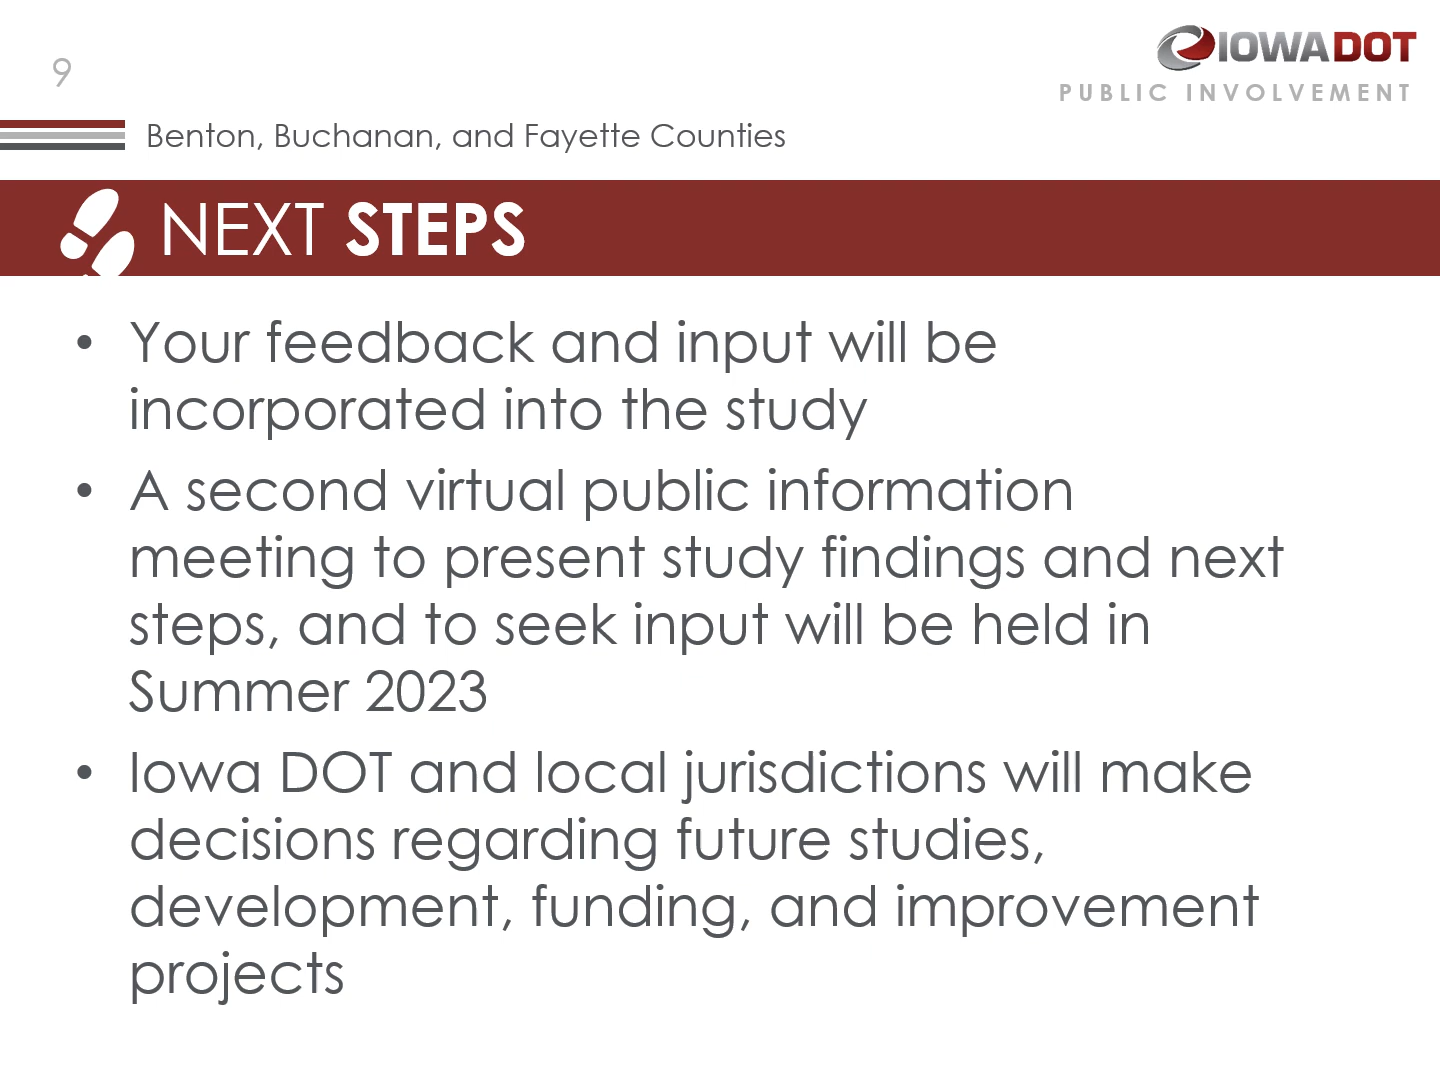 9
IOWADOT
PUBLIC INVOLVEMENT
Benton, Buchanan, and Fayette Counties
NEXT STEPS
• Your feedback and input will be
incorporated into the study
• A second virtual public information
meeting to present study findings and next
steps, and to seek input will be held in
Summer 2023
• Iowa DOT and local jurisdictions will make
decisions regarding future studies,
development, funding, and improvement
projects